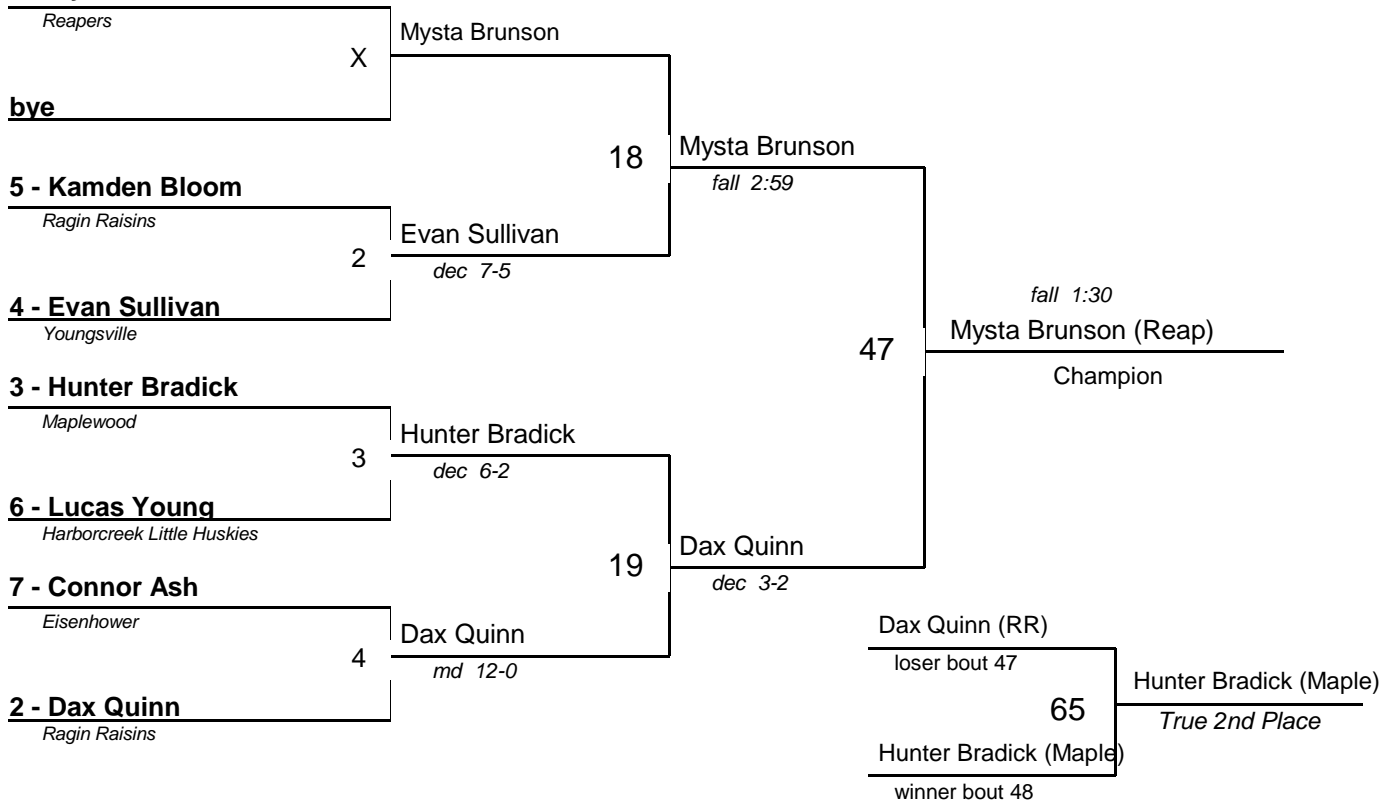 Reapers
X
Mysta Brunson
bye
18
Mysta Brunson
fall 2:59
5 - Kamden Bloom
Ragin Raisins
2
Evan Sullivan
dec 7-5
4 - Evan Sullivan
Youngsville
47
fall 1:30
Mysta Brunson (Reap)
Champion
3 - Hunter Bradick
Maplewood
3
Hunter Bradick
dec 6-2
6 - Lucas Young
Harborcreek Little Huskies
19
Dax Quinn
dec 3-2
7 - Connor Ash
Eisenhower
4
Dax Quinn
md 12-0
2 - Dax Quinn
Ragin Raisins
Dax Quinn (RR)
loser bout 47
65
Hunter Bradick (Maple)
True 2nd Place
Hunter Bradick (Maple)
winner bout 48